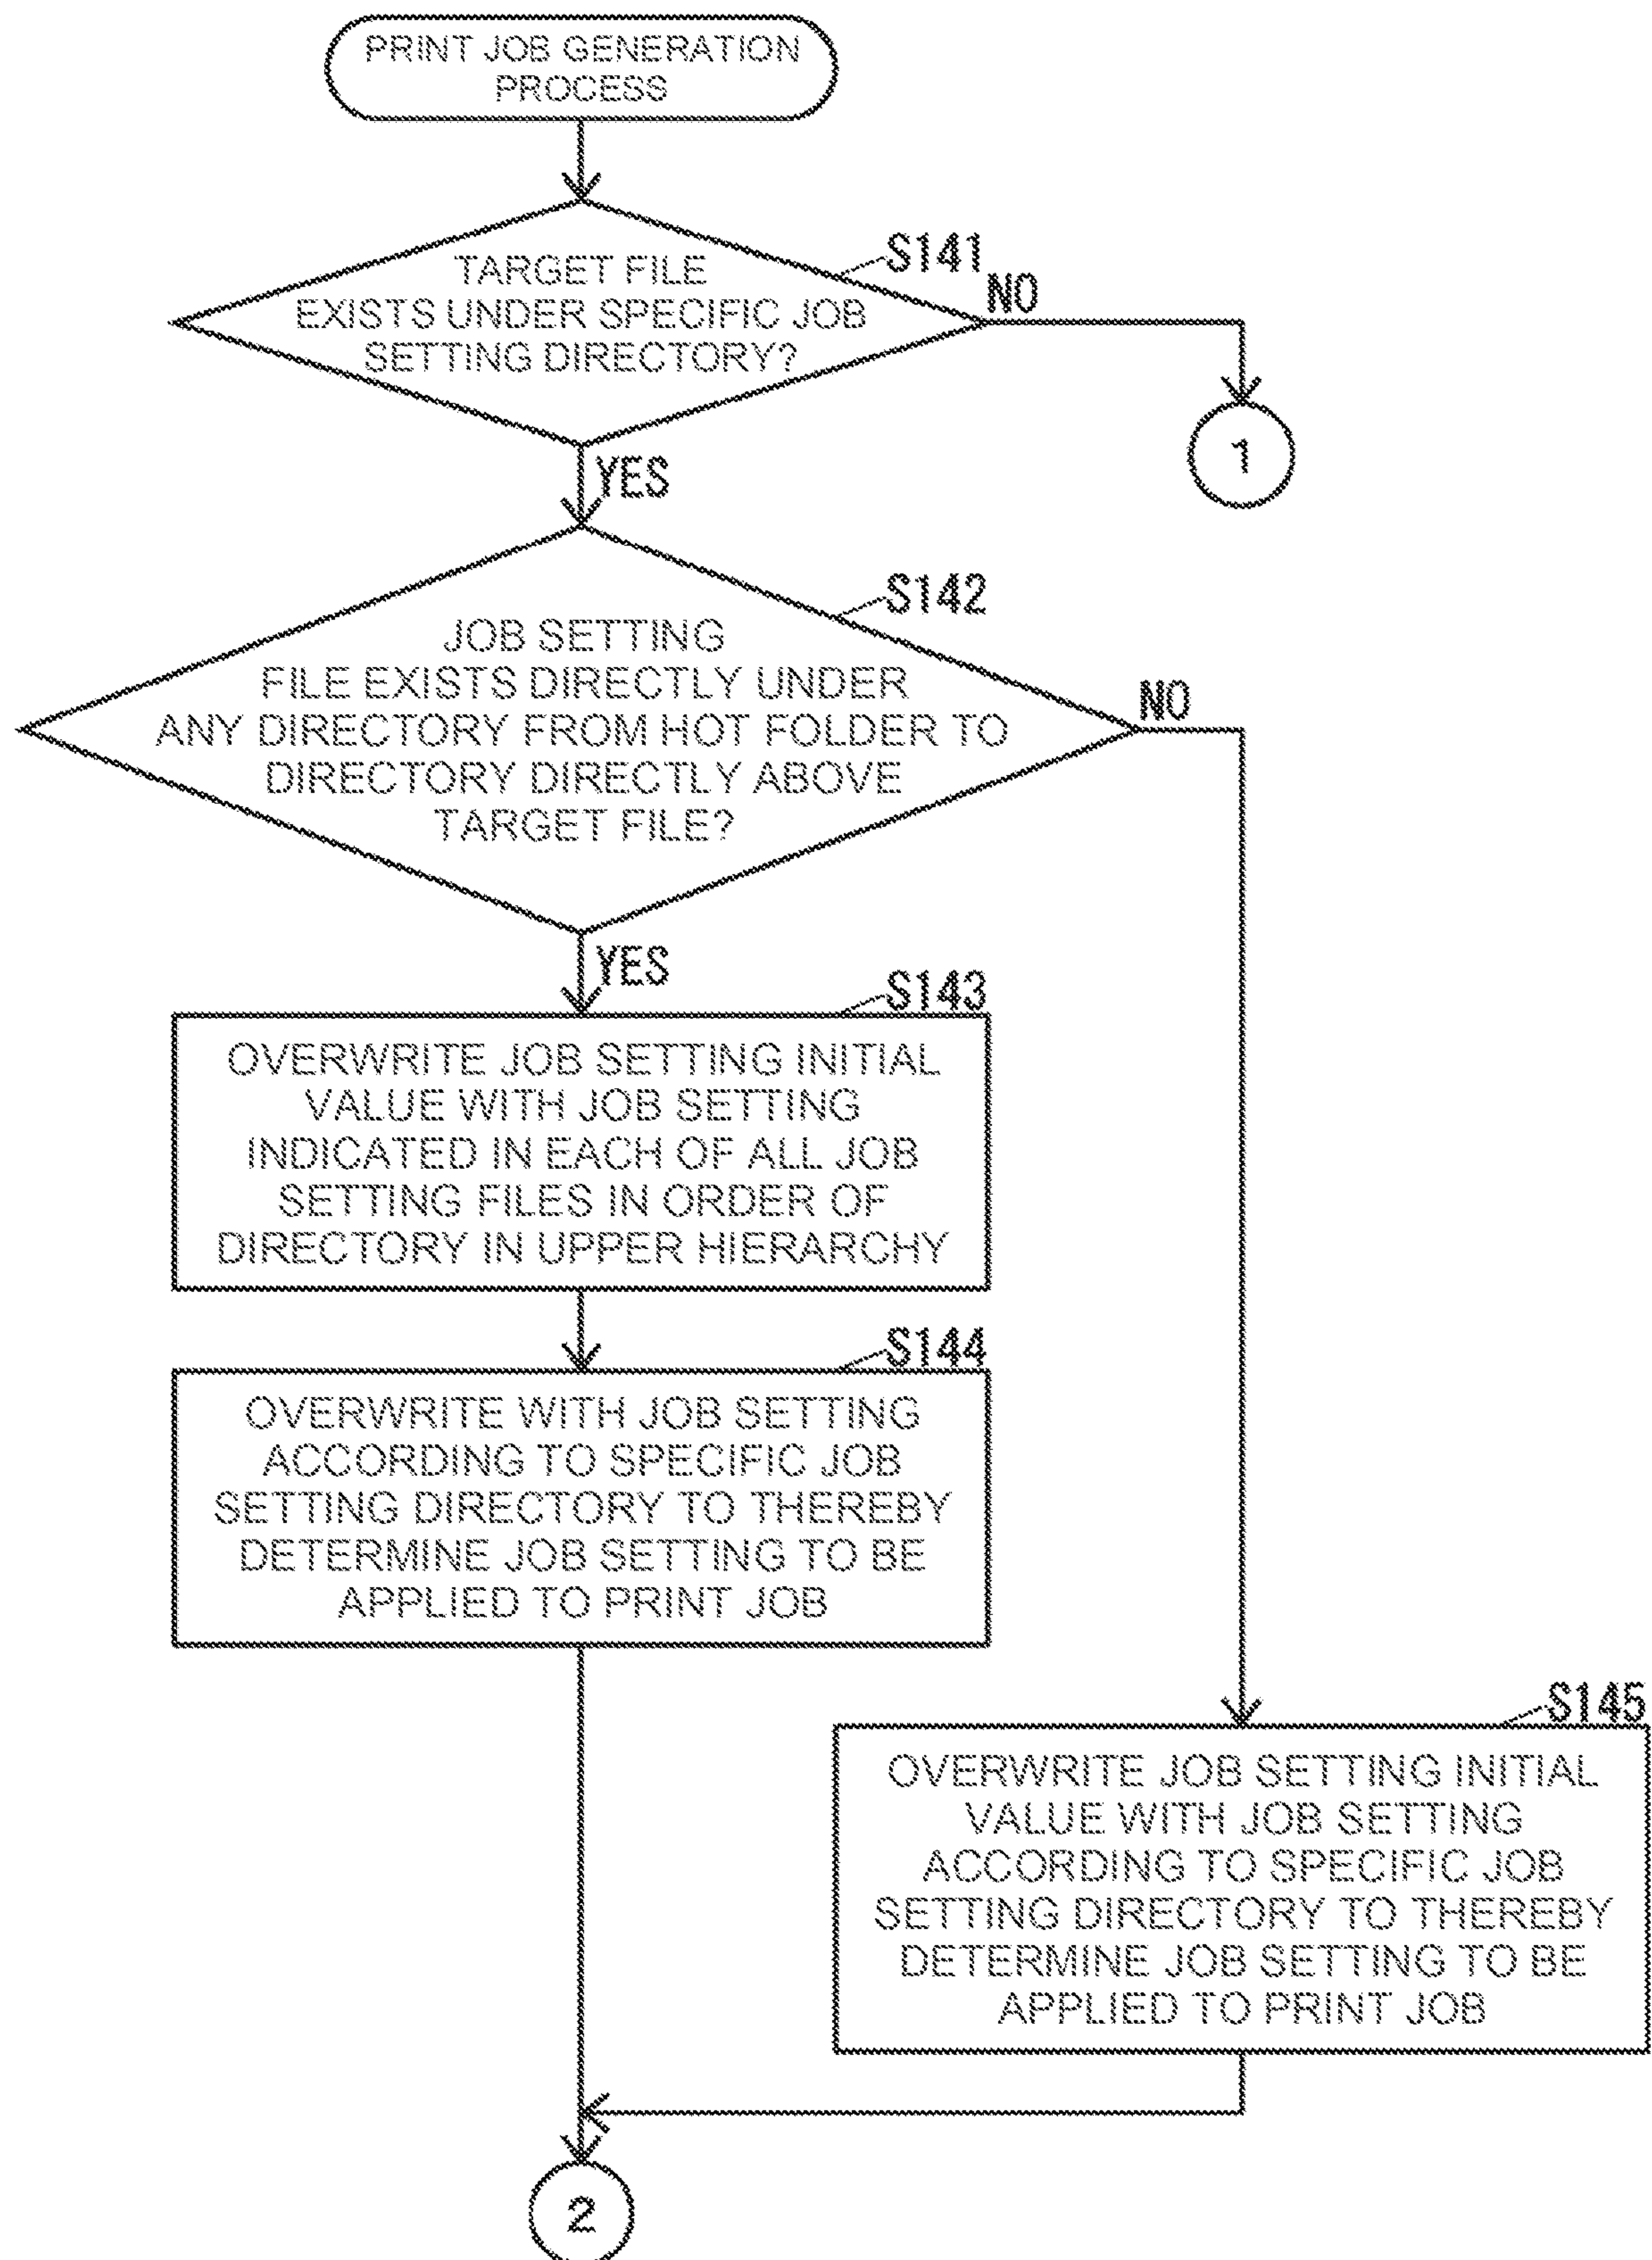 PRINT JOB GENERATION
PROCESS
S141
TARGET FILE
EXISTS UNDER SPECIFIC JOB
SETTING DIRECTORY?
NO
1
YES
S142
JOB SETTING
FILE EXISTS DIRECTLY UNDER
ANY DIRECTORY FROM HOT FOLDER TO
DIRECTORY DIRECTLY ABOVE
TARGET FILE?
NO
YES
S143
OVERWRITE JOB SETTING INITIAL
VALUE WITH JOB SETTING
INDICATED IN EACH OF ALL JOB
SETTING FILES IN ORDER OF
DIRECTORY IN UPPER HIERARCHY
S144
OVERWRITE WITH JOB SETTING
ACCORDING TO SPECIFIC JOB
SETTING DIRECTORY TO THEREBY
DETERMINE JOB SETTING TO BE
APPLIED TO PRINT JOB
S145
OVERWRITE JOB SETTING INITIAL
VALUE WITH JOB SETTING
ACCORDING TO SPECIFIC JOB
SETTING DIRECTORY TO THEREBY
DETERMINE JOB SETTING TO BE
APPLIED TO PRINT JOB
2